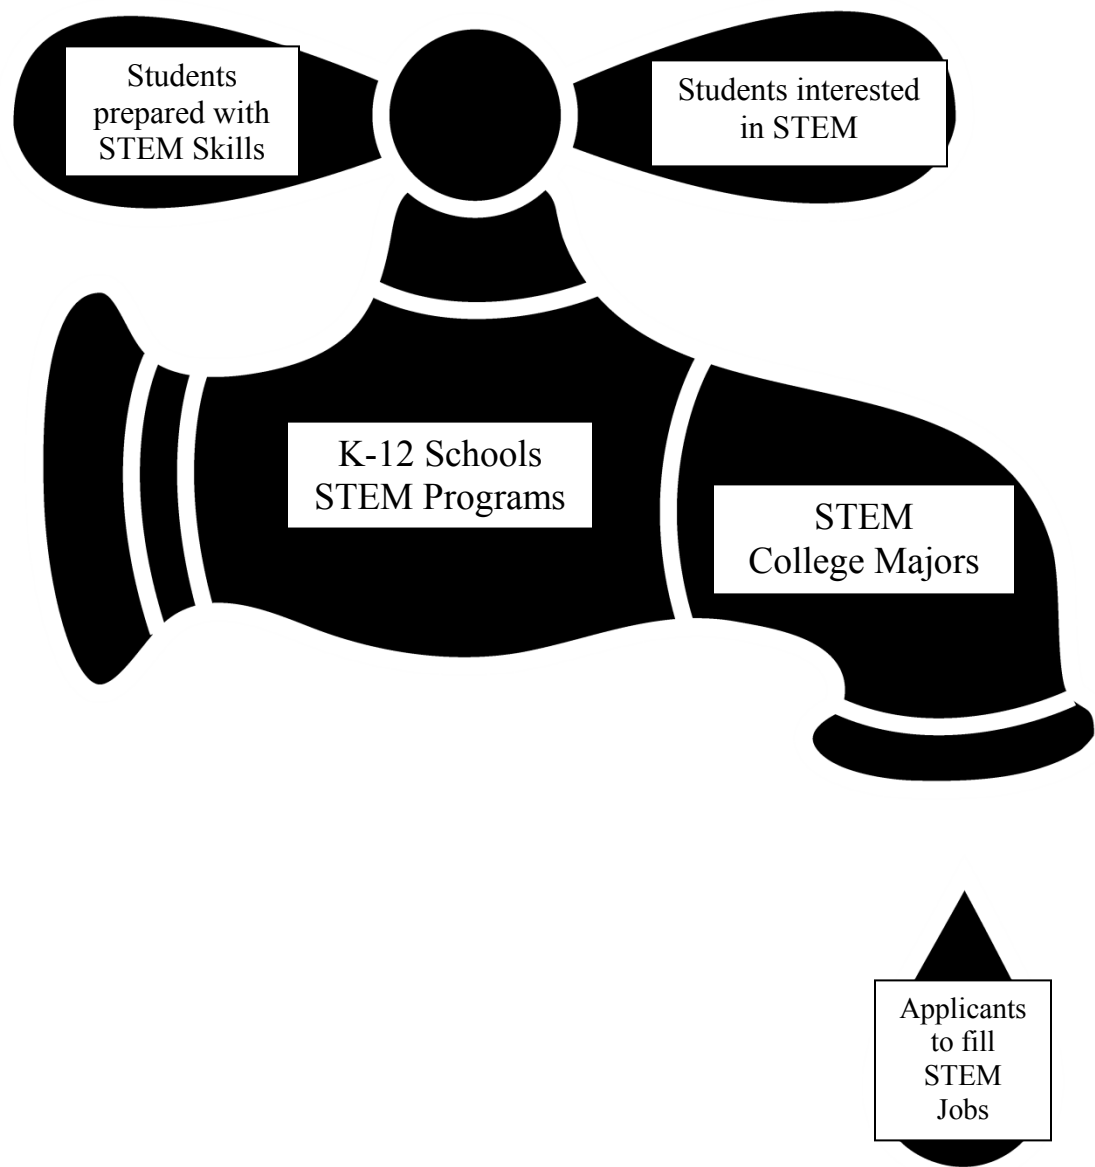 Students
prepared with
STEM Skills
Students interested
in STEM
K-12 Schools
STEM Programs
STEM
College Majors
Applicants
to fill
STEM
Jobs